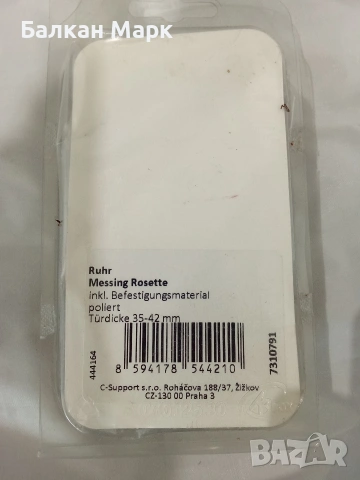 Балкан Марк
Ruhr
Messing Rosette
inkl. Befestigungsmaterial
poliert
Türdicke 35-42 mm
444164
8 594178 544210
7310791
C-Support s.r.o. Roháčova 188/37, Žižkov
CZ-130 00 Praha 3
BAZAR